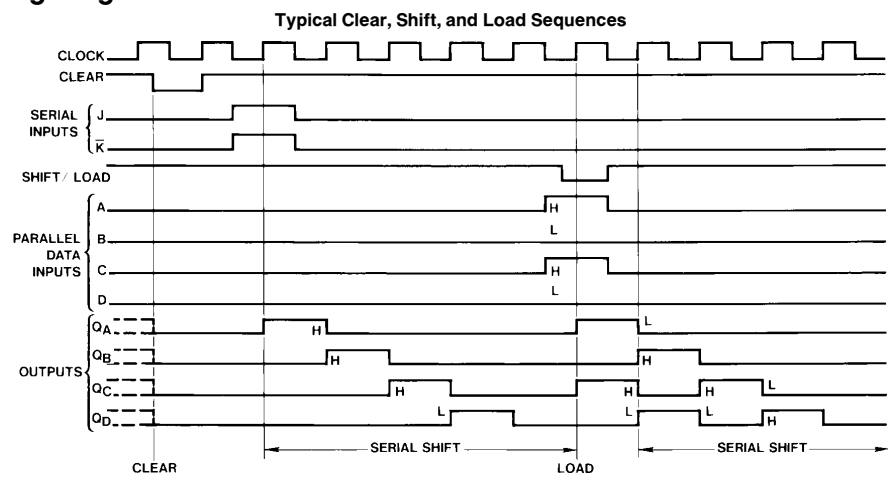 Typical Clear, Shift, and Load Sequences
CLOCK
CLEAR
SERIAL INPUTS
J
K̅
SHIFT/ LOAD
PARALLEL DATA INPUTS
A
H
B
L
C
H
D
L
OUTPUTS
QA
H
L
QB
H
H
QC
H
H
H
L
QD
L
L
L
H
SERIAL SHIFT
SERIAL SHIFT
CLEAR
LOAD